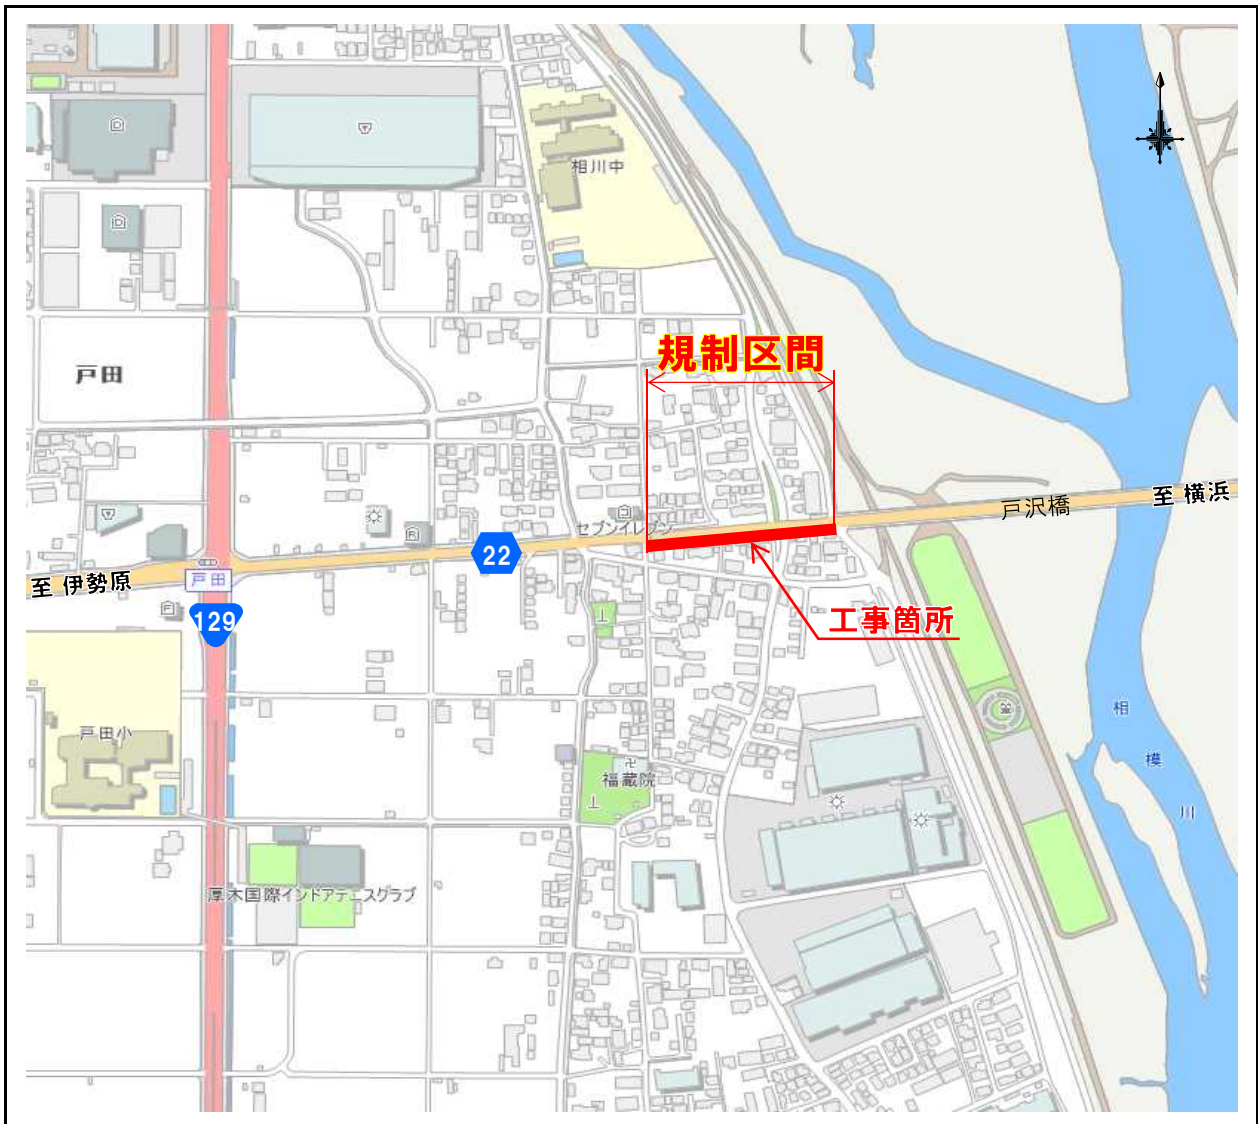 相川中
規制区間
戸田
戸沢橋
至 横浜
セブンイレブン
22
至 伊勢原
戸田
129
工事箇所
相模川
戸田小
福蔵院
厚木国際インドアテニスクラブ